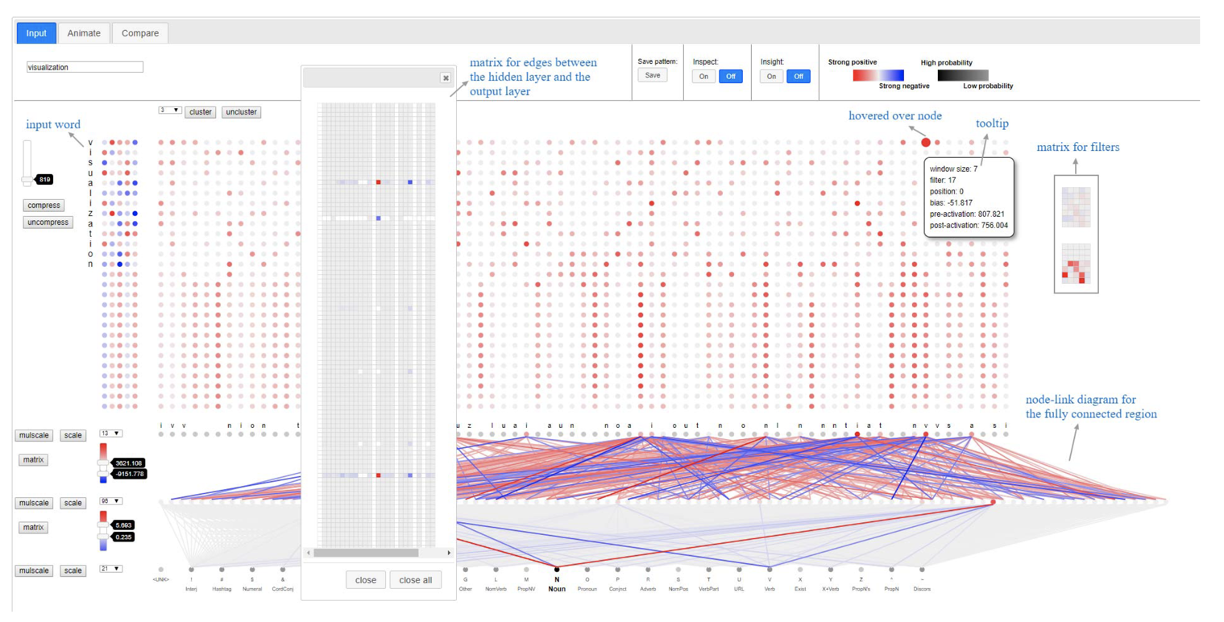 Input Animate Compare
visualization
matrix for edges between
the hidden layer and the
output layer
Save pattern:
Save
Inspect:
On Off
Insight:
On Off
Strong positive
Strong negative
High probability
Low probability
3 cluster uncluster
input word
hovered over node
tooltip
matrix for filters
v
i
s
u
a
l
i
z
a
t
i
o
n
819
compress
uncompress
window size: 7
filter: 17
position: 0
bias: -51.817
pre-activation: 807.821
post-activation: 756.004
node-link diagram for
the fully connected region
i v v n i o n t u z l u a i a u n n o a i o u t n o n l n n n t a t n v v s a s i
mulscale scale 13
matrix
3621.106
-9151.778
mulscale scale 95
matrix
5.693
0.235
mulscale scale 21
close close all
<UNK> ! # $ & G L M N O P R S T U V X Y Z ^ ~
Interj Hashtag Numeral CordConj Other NomVerb PropNV Noun Pronoun Conjnct Adverb NomPos VerbPart URL Verb Exist X+Verb PropN's PropN Discore